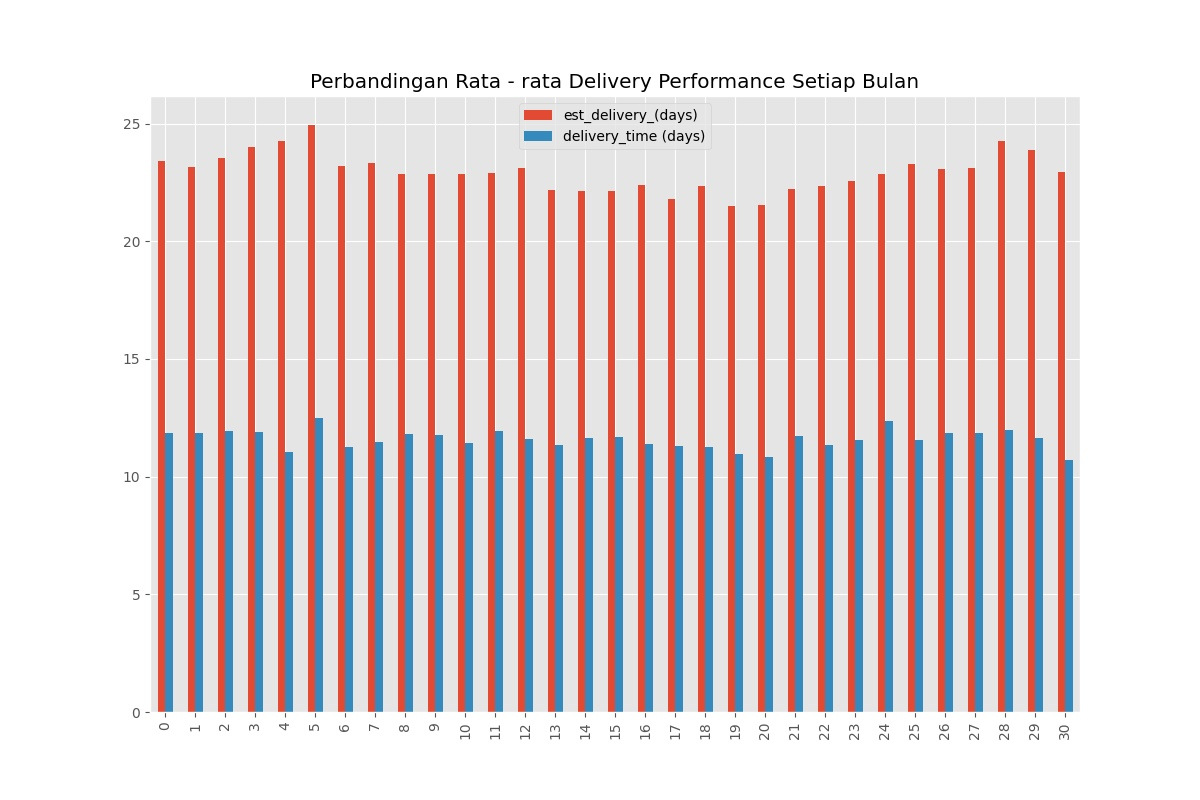 Perbandingan Rata - rata Delivery Performance Setiap Bulan
est_delivery_(days)
delivery_time (days)
25
20
15
10
5
0
0 1 2 3 4 5 6 7 8 9 10 11 12 13 14 15 16 17 18 19 20 21 22 23 24 25 26 27 28 29 30